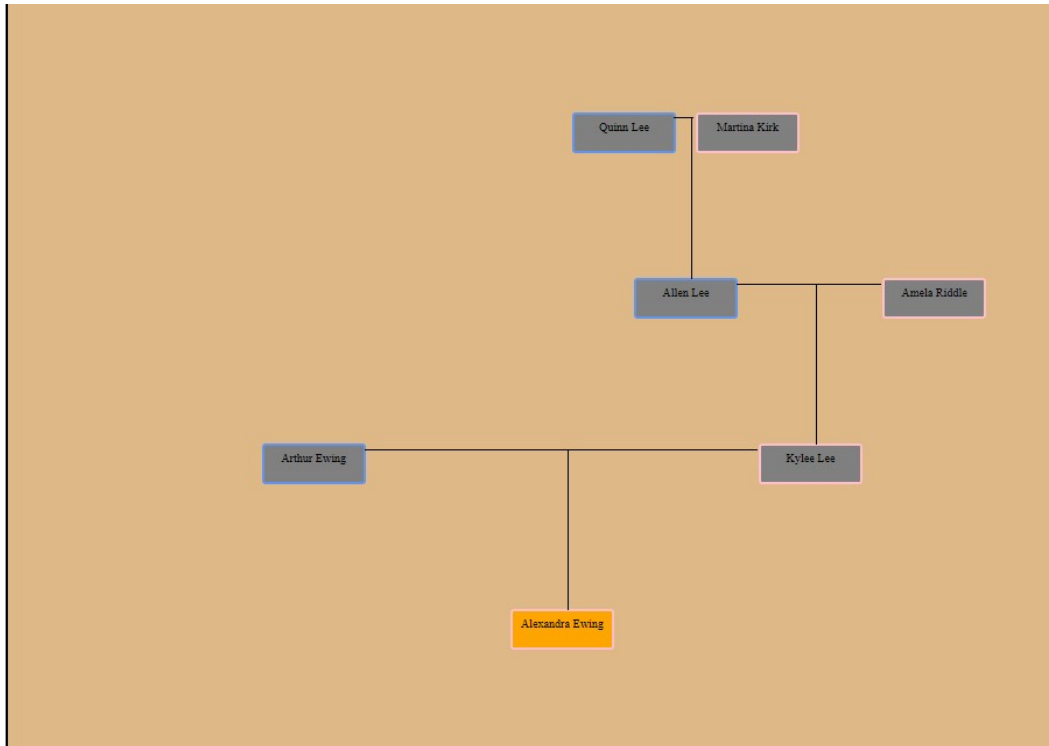 Quinn Lee
Martina Kirk
Allen Lee
Amela Riddle
Arthur Ewing
Kylee Lee
Alexandra Ewing